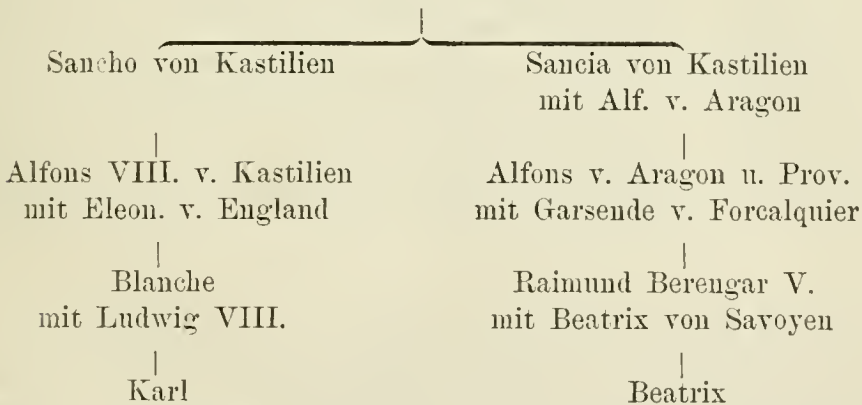 Sancho von Kastilien
Sancia von Kastilien
mit Alf. v. Aragon
Alfons VIII. v. Kastilien
mit Eleon. v. England
Alfons v. Aragon u. Prov.
mit Garsende v. Forcalquier
Blanche
mit Ludwig VIII.
Raimund Berengar V.
mit Beatrix von Savoyen
Karl
Beatrix